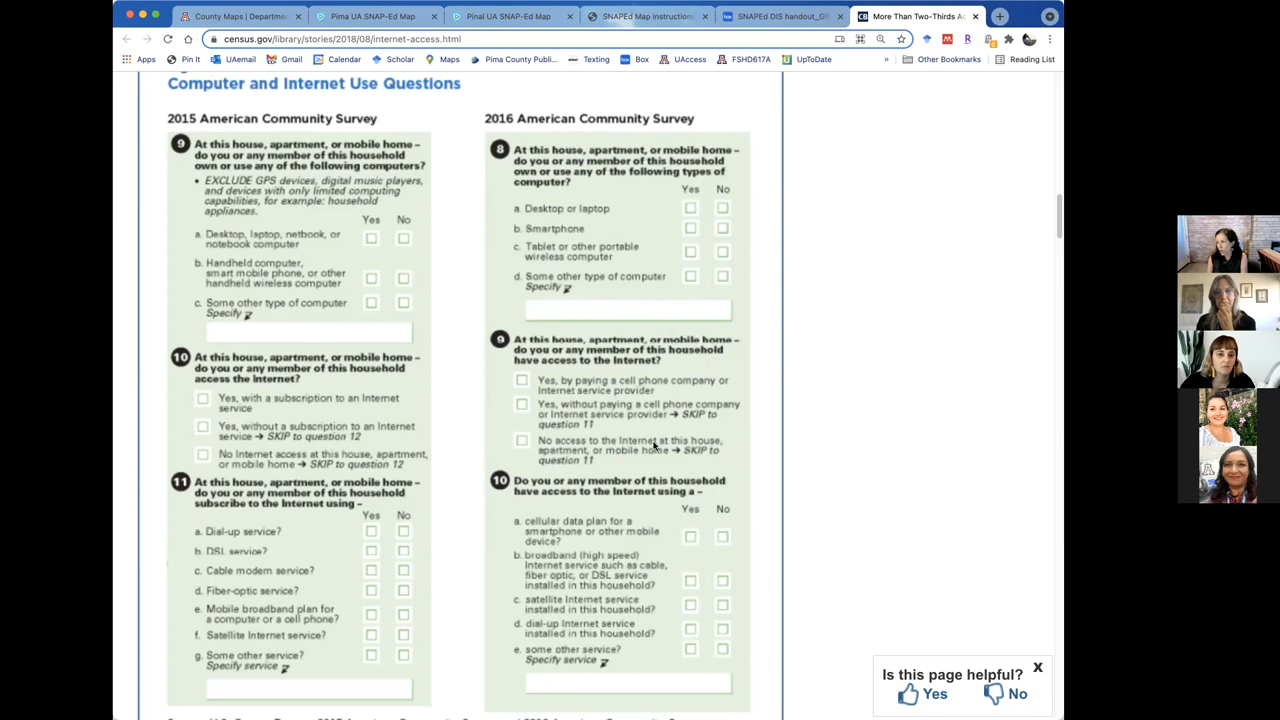 County Maps | Departmen
Pima UA SNAP-Ed Map
Pinal UA SNAP-Ed Map
SNAPEd Map instruction
SNAPEd DIS handout_GR
More Than Two-Thirds Ac
census.gov/library/stories/2018/08/internet-access.html
Apps
Pin It
UAemail
Gmail
Calendar
Scholar
Maps
Pima County Publi...
Texting
Box
UAccess
FSHD617A
UpToDate
»
Other Bookmarks
Reading List
Computer and Internet Use Questions
2015 American Community Survey
9 At this house, apartment, or mobile home –
do you or any member of this household
own or use any of the following computers?
• EXCLUDE GPS devices, digital music players,
and devices with only limited computing
capabilities, for example: household
appliances.
Yes No
a. Desktop, laptop, netbook, or
notebook computer
b. Handheld computer,
smart mobile phone, or other
handheld wireless computer
c. Some other type of computer
Specify
10 At this house, apartment, or mobile home –
do you or any member of this household
access the Internet?
Yes, with a subscription to an Internet
service
Yes, without a subscription to an Internet
service → SKIP to question 12
No Internet access at this house, apartment,
or mobile home → SKIP to question 12
11 At this house, apartment, or mobile home –
do you or any member of this household
subscribe to the Internet using –
Yes No
a. Dial-up service?
b. DSL service?
c. Cable modem service?
d. Fiber-optic service?
e. Mobile broadband plan for
a computer or a cell phone?
f. Satellite Internet service?
g. Some other service?
Specify service
2016 American Community Survey
8 At this house, apartment, or mobile home –
do you or any member of this household
own or use any of the following types of
computer?
Yes No
a. Desktop or laptop
b. Smartphone
c. Tablet or other portable
wireless computer
d. Some other type of computer
Specify
9 At this house, apartment, or mobile home –
do you or any member of this household
have access to the Internet?
Yes, by paying a cell phone company or
Internet service provider
Yes, without paying a cell phone company
or Internet service provider → SKIP to
question 11
No access to the Internet at this house,
apartment, or mobile home → SKIP to
question 11
10 Do you or any member of this household
have access to the Internet using a –
Yes No
a. cellular data plan for a
smartphone or other mobile
device?
b. broadband (high speed)
Internet service such as cable,
fiber optic, or DSL service
installed in this household?
c. satellite Internet service
installed in this household?
d. dial-up Internet service
installed in this household?
e. some other service?
Specify service
Is this page helpful? X
Yes No